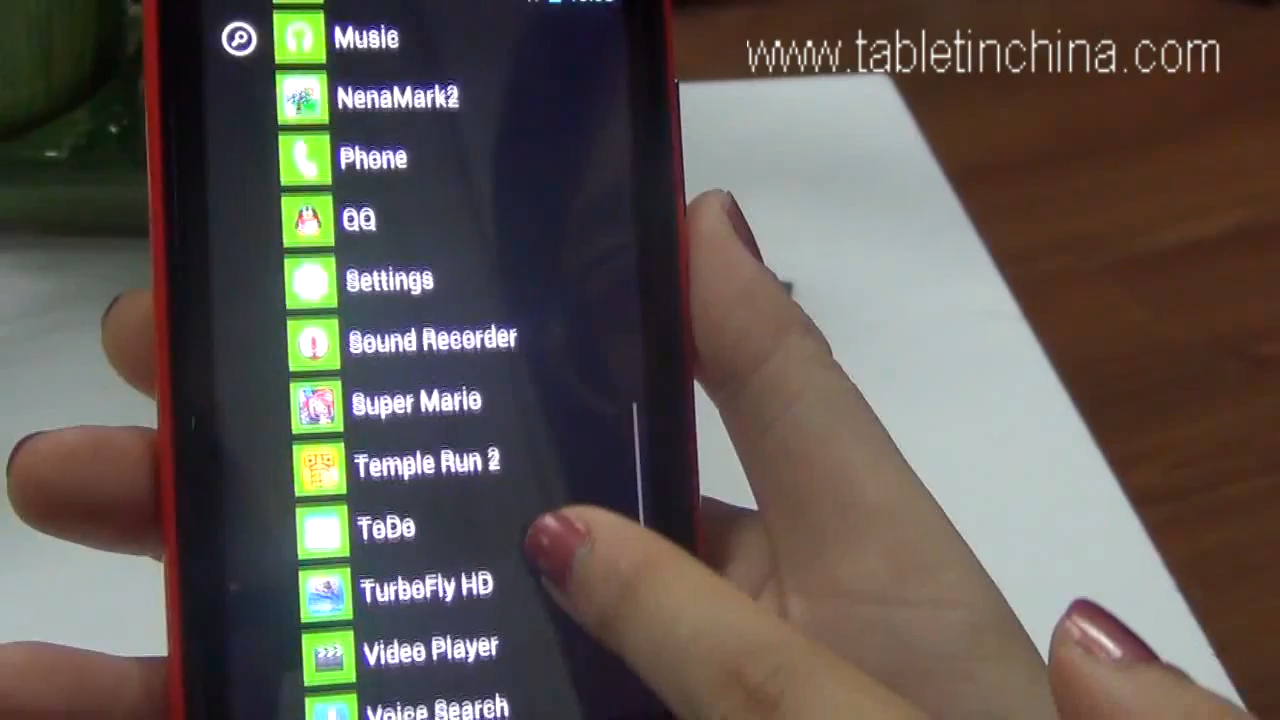 www.tabletinchina.com
Music
NenaMark2
Phone
QQ
Settings
Sound Recorder
Super Mario
Temple Run 2
ToDo
TurboFly HD
Video Player
Voice Search